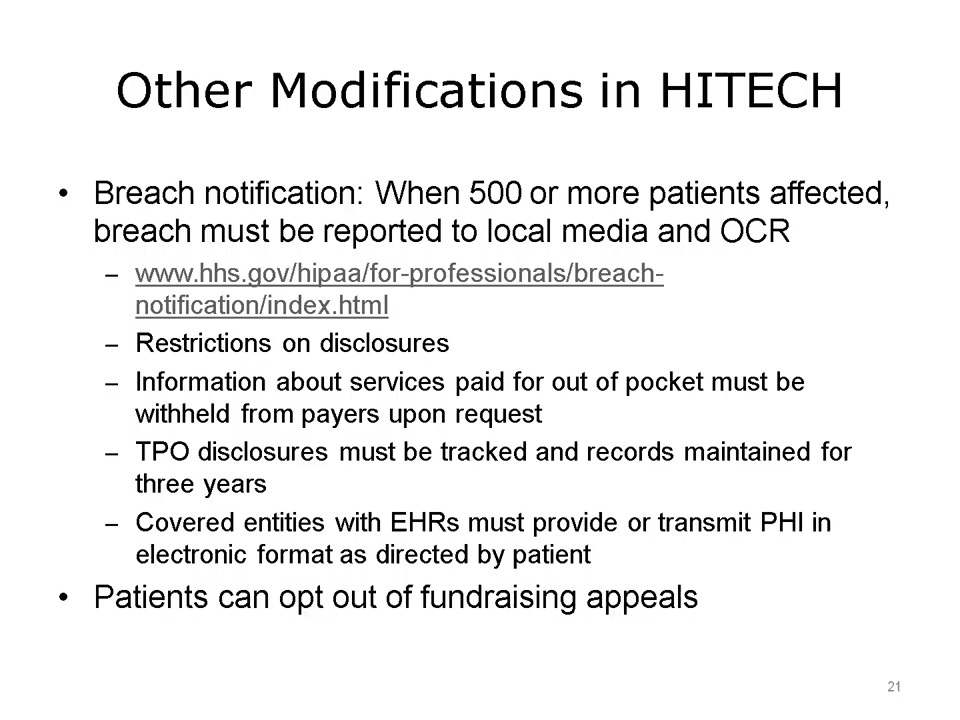 Other Modifications in HITECH
• Breach notification: When 500 or more patients affected,
breach must be reported to local media and OCR
– www.hhs.gov/hipaa/for-professionals/breach-
notification/index.html
– Restrictions on disclosures
– Information about services paid for out of pocket must be
withheld from payers upon request
– TPO disclosures must be tracked and records maintained for
three years
– Covered entities with EHRs must provide or transmit PHI in
electronic format as directed by patient
• Patients can opt out of fundraising appeals
21